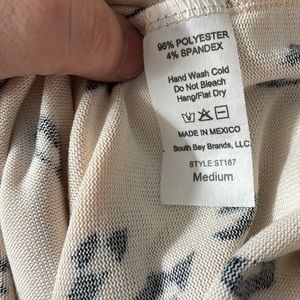 96% POLYESTER
4% SPANDEX
Hand Wash Cold
Do Not Bleach
Hang/Flat Dry
MADE IN MEXICO
South Bay Brands, LLC.
STYLE:ST187
Medium